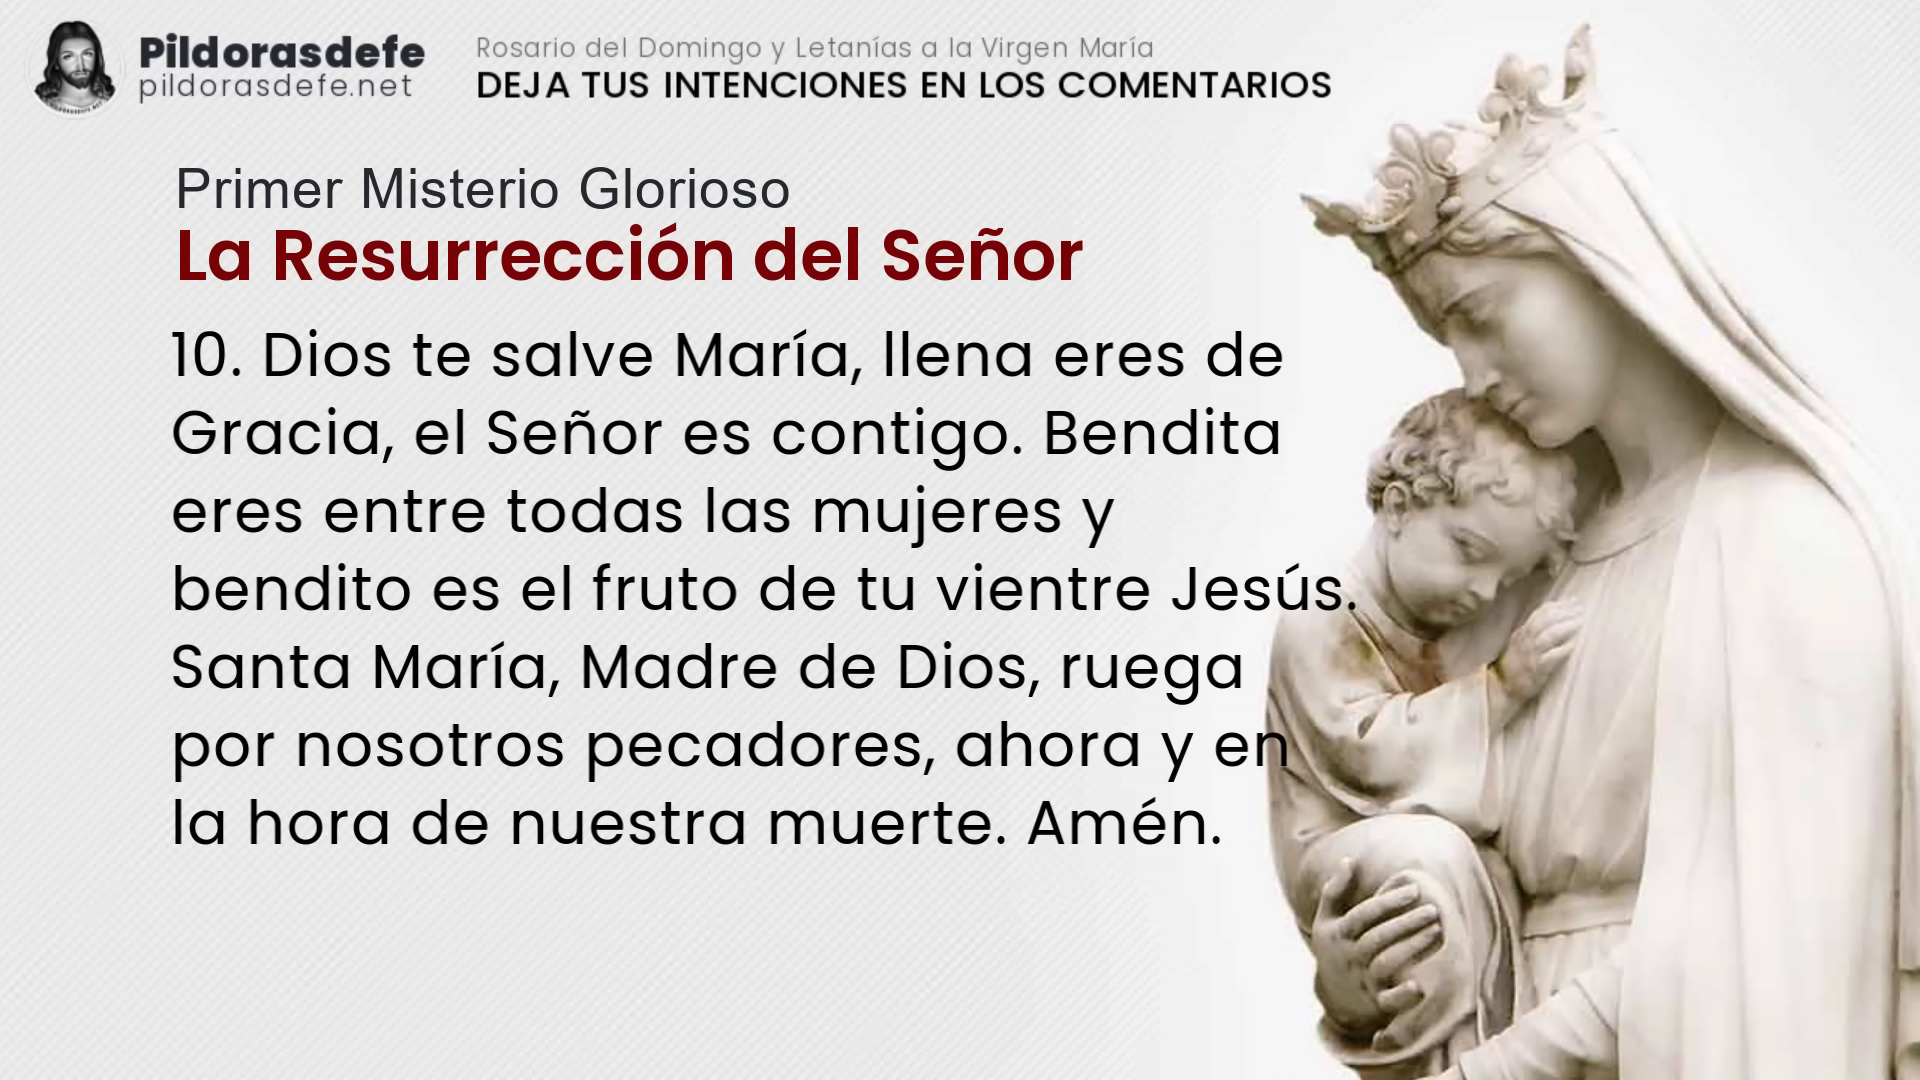 Pildorasdefe
pildorasdefe.net
Rosario del Domingo y Letanías a la Virgen María
DEJA TUS INTENCIONES EN LOS COMENTARIOS
Primer Misterio Glorioso
La Resurrección del Señor
10. Dios te salve María, llena eres de
Gracia, el Señor es contigo. Bendita
eres entre todas las mujeres y
bendito es el fruto de tu vientre Jesús.
Santa María, Madre de Dios, ruega
por nosotros pecadores, ahora y en
la hora de nuestra muerte. Amén.